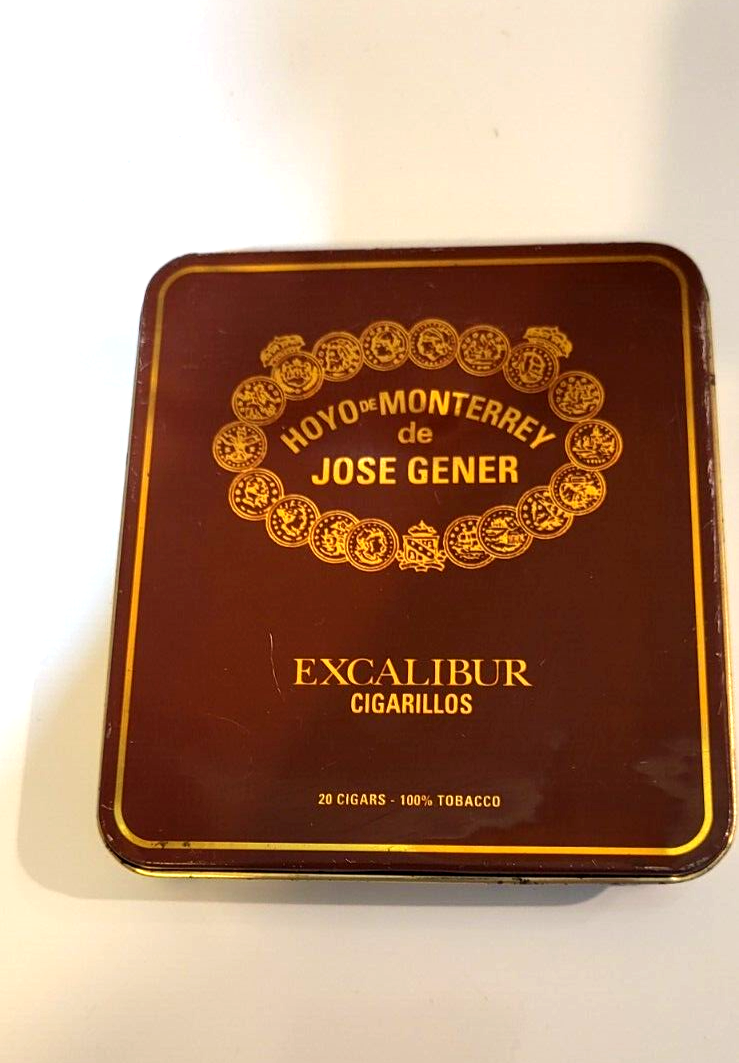 HOYO DE MONTERREY
de
JOSE GENER
EXCALIBUR
CIGARILLOS
20 CIGARS - 100% TOBACCO